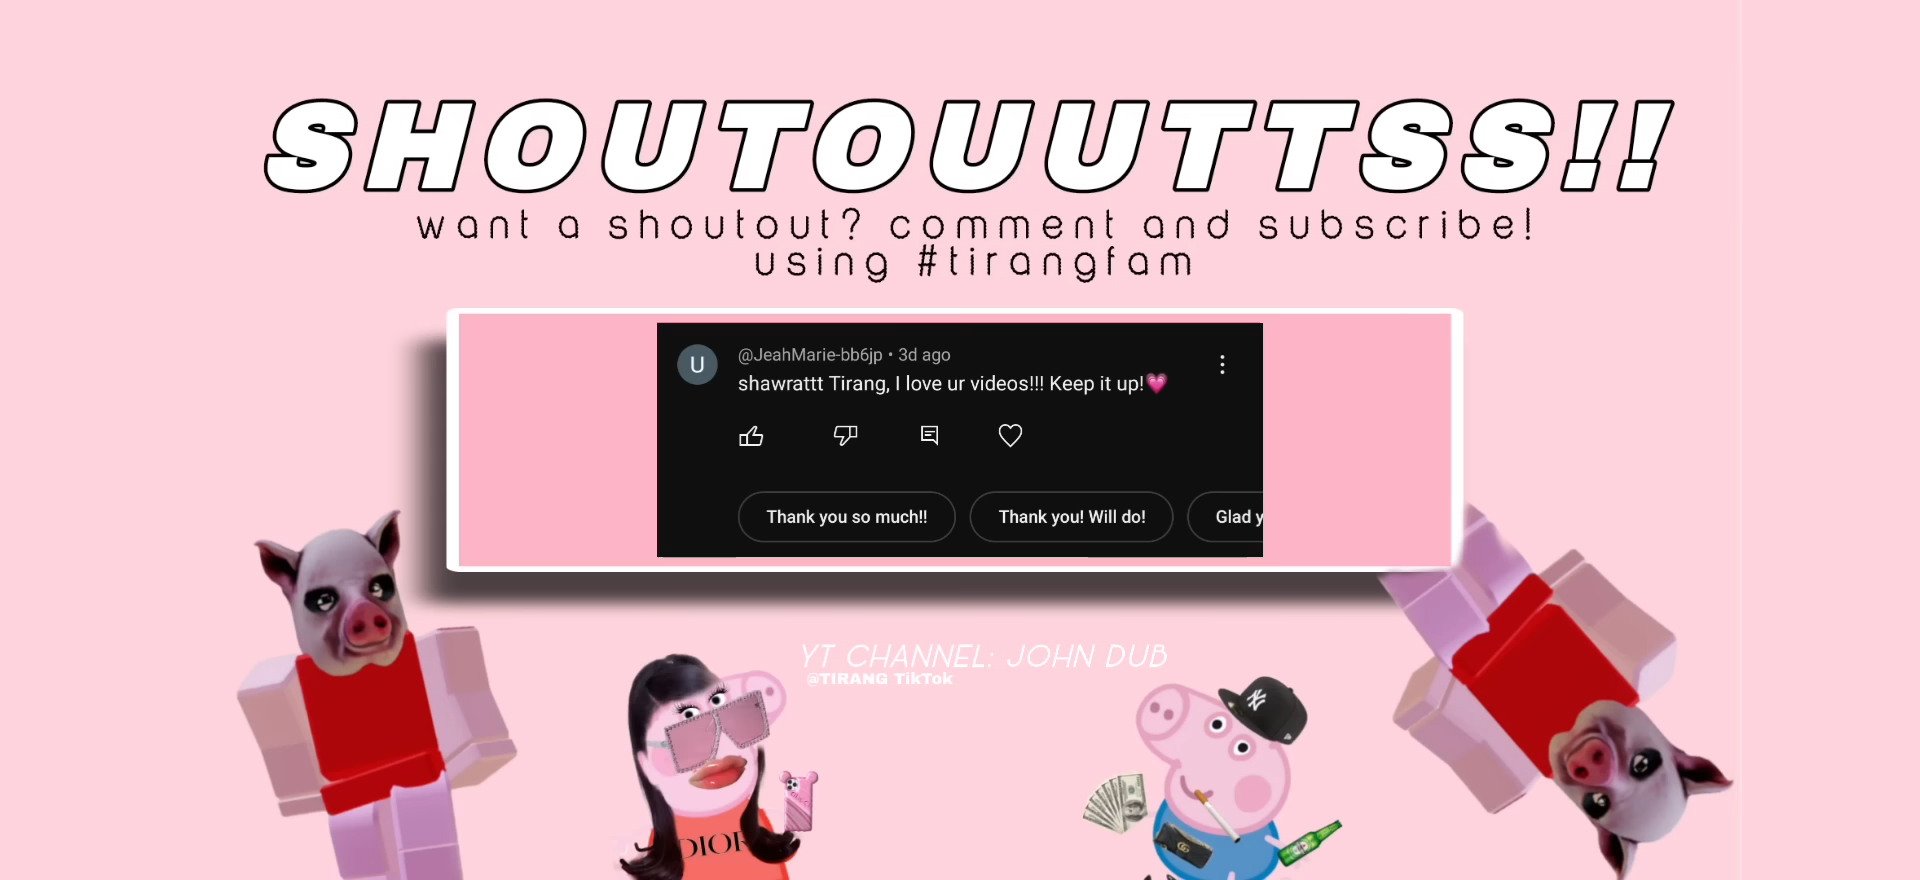 SHOUTOUUTTSS!!
want a shoutout? comment and subscribe!
using #tirangfam
U
@JeahMarie-bb6jp • 3d ago
shawrattt Tirang, I love ur videos!!! Keep it up!💗
Thank you so much!!
Thank you! Will do!
Glad y
YT CHANNEL: JOHN DUB
@TIRANG TikTok
NY
DIOR